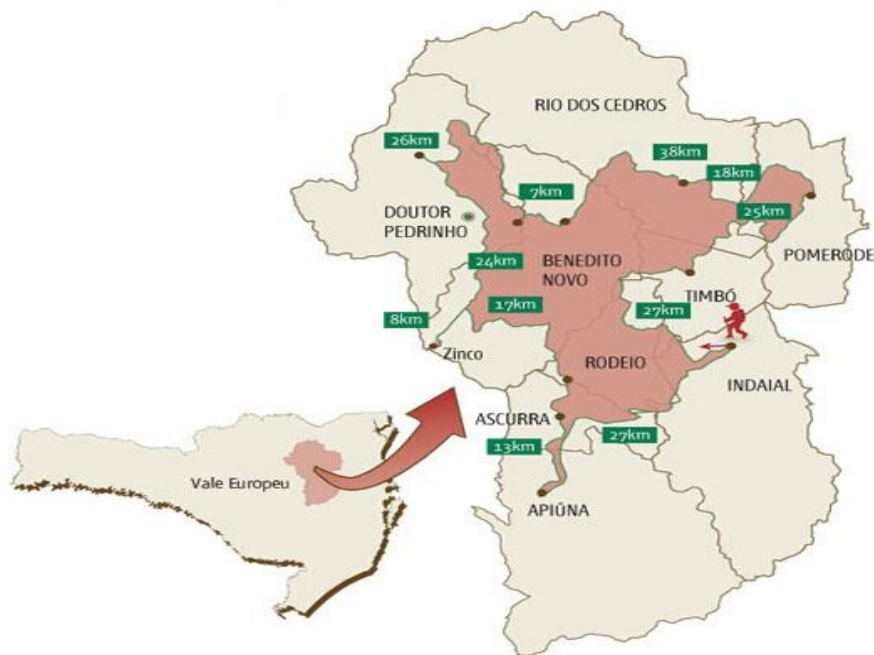 RIO DOS CEDROS
26km
38km
18km
7km
25km
DOUTOR
PEDRINHO
POMERODE
24km
BENEDITO
NOVO
17km
27km
TIMBÓ
8km
Zinco
RODEIO
INDAIAL
ASCURRA
13km
27km
Vale Europeu
APIÚNA